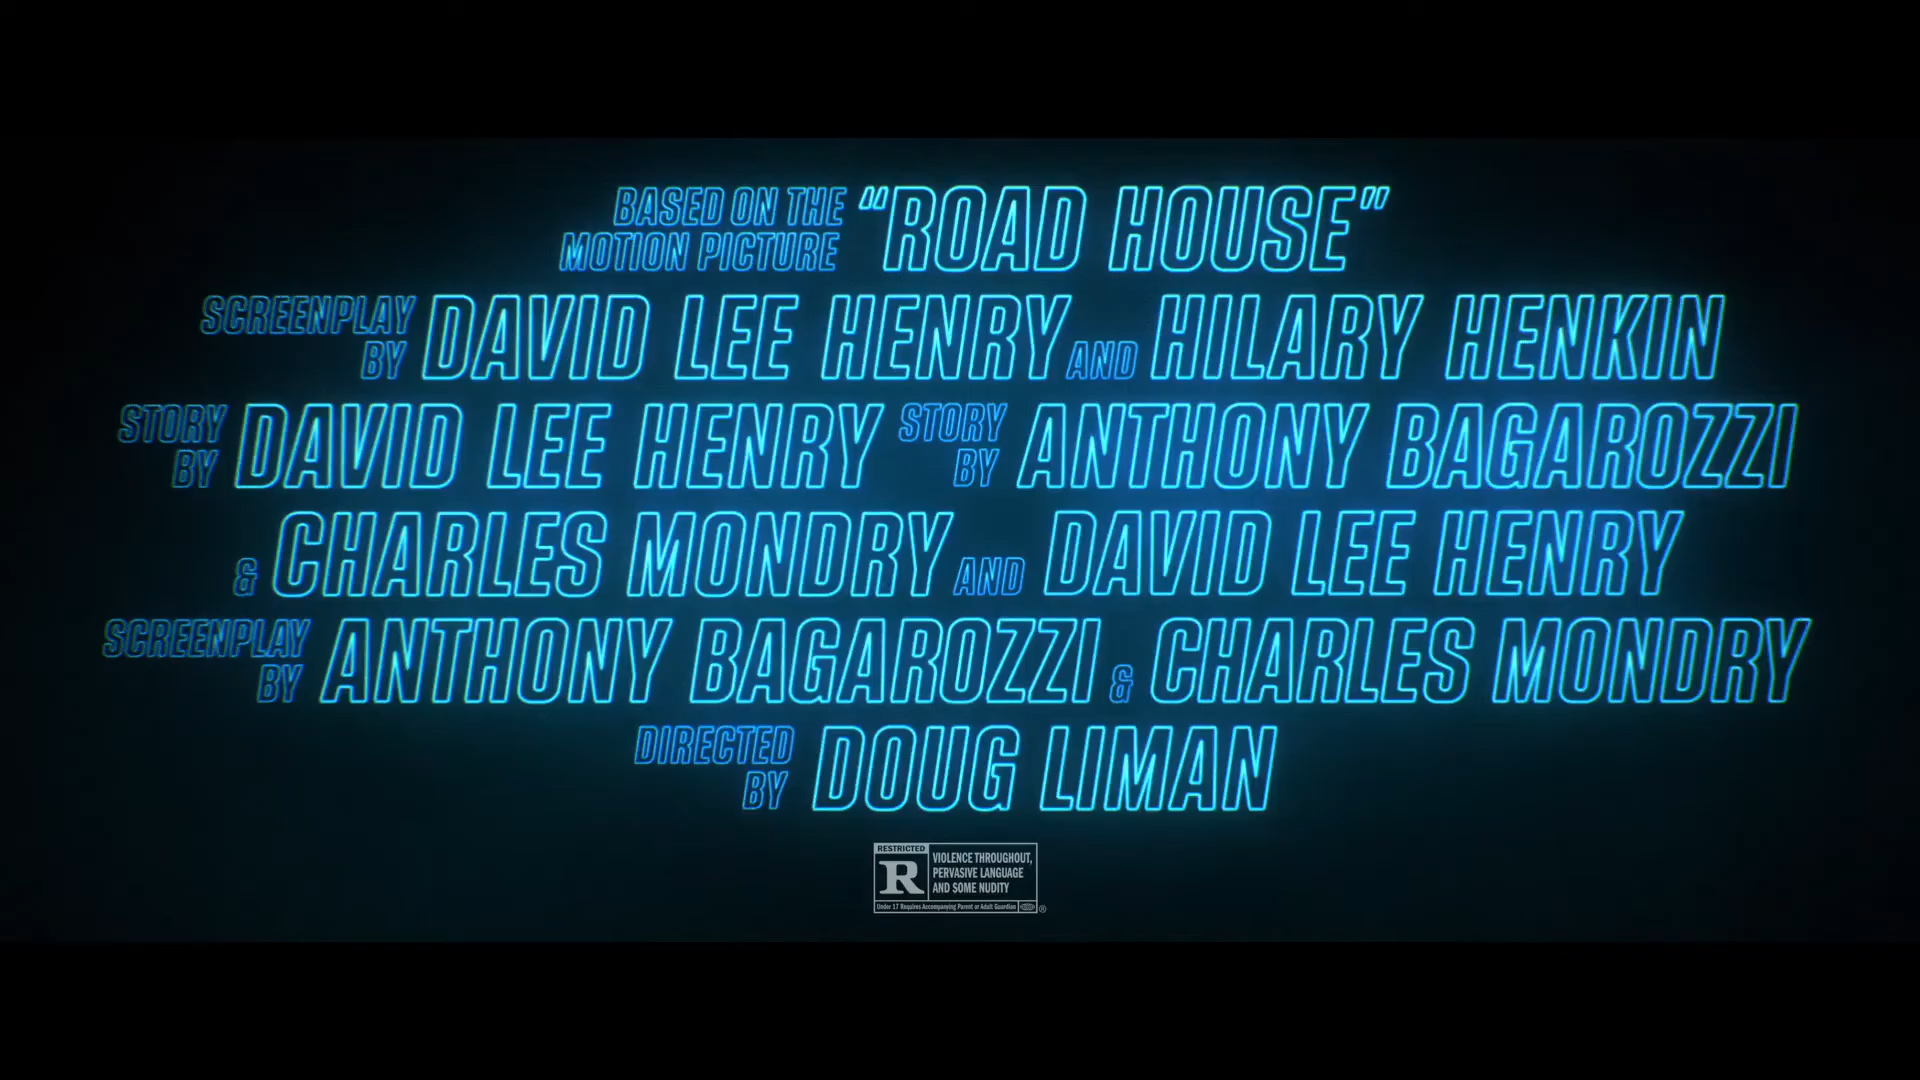 BASED ON THE MOTION PICTURE “ROAD HOUSE”
SCREENPLAY BY DAVID LEE HENRY AND HILARY HENKIN
STORY BY DAVID LEE HENRY STORY BY ANTHONY BAGAROZZI
& CHARLES MONDRY AND DAVID LEE HENRY
SCREENPLAY BY ANTHONY BAGAROZZI & CHARLES MONDRY
DIRECTED BY DOUG LIMAN
RESTRICTED
R
VIOLENCE THROUGHOUT,
PERVASIVE LANGUAGE
AND SOME NUDITY
Under 17 Requires Accompanying Parent or Adult Guardian ®